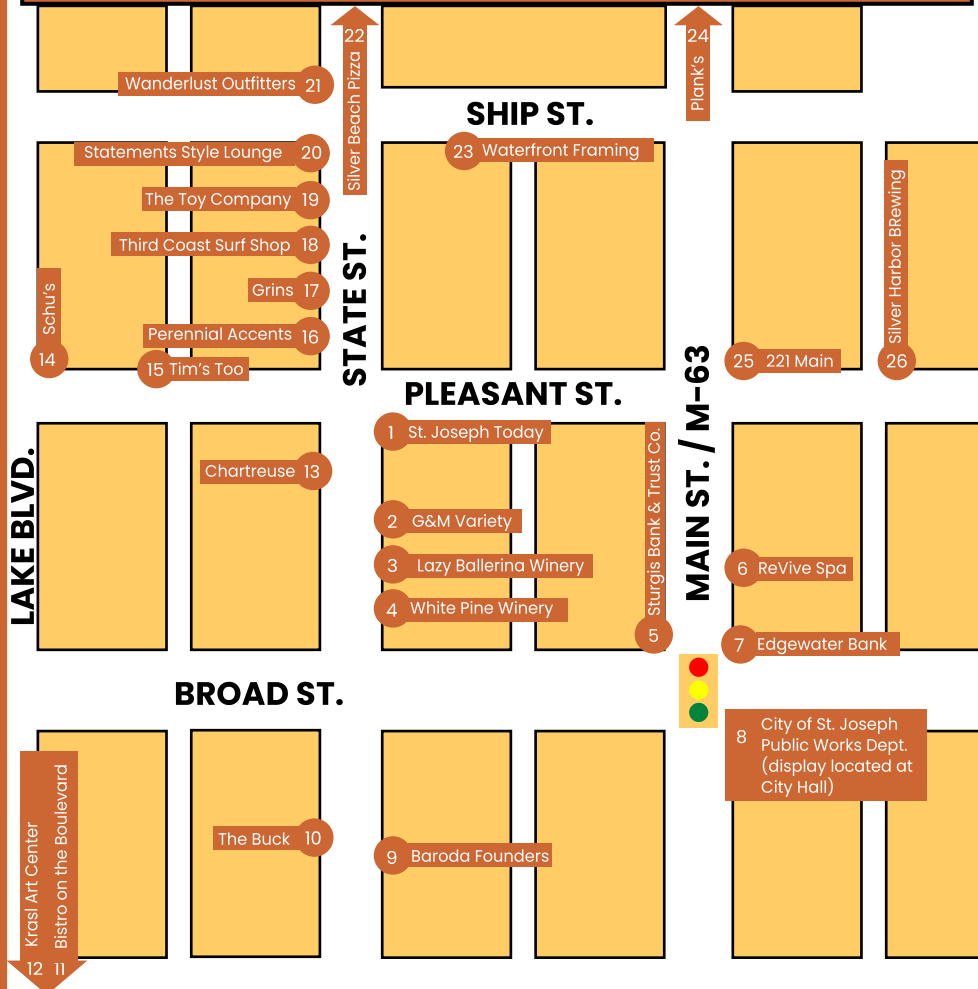 22
Silver Beach Pizza
24
Plank's
Wanderlust Outfitters 21
SHIP ST.
Statements Style Lounge 20
23 Waterfront Framing
The Toy Company 19
Third Coast Surf Shop 18
Grins 17
Perennial Accents 16
15 Tim's Too
Schu's
14
STATE ST.
Silver Harbor BRewing
26
25 221 Main
PLEASANT ST.
MAIN ST. / M-63
LAKE BLVD.
1 St. Joseph Today
Chartreuse 13
2 G&M Variety
3 Lazy Ballerina Winery
4 White Pine Winery
Sturgis Bank & Trust Co.
5
6 ReVive Spa
7 Edgewater Bank
BROAD ST.
8 City of St. Joseph
Public Works Dept.
(display located at
City Hall)
The Buck 10
9 Baroda Founders
Krasl Art Center
12
Bistro on the Boulevard
11